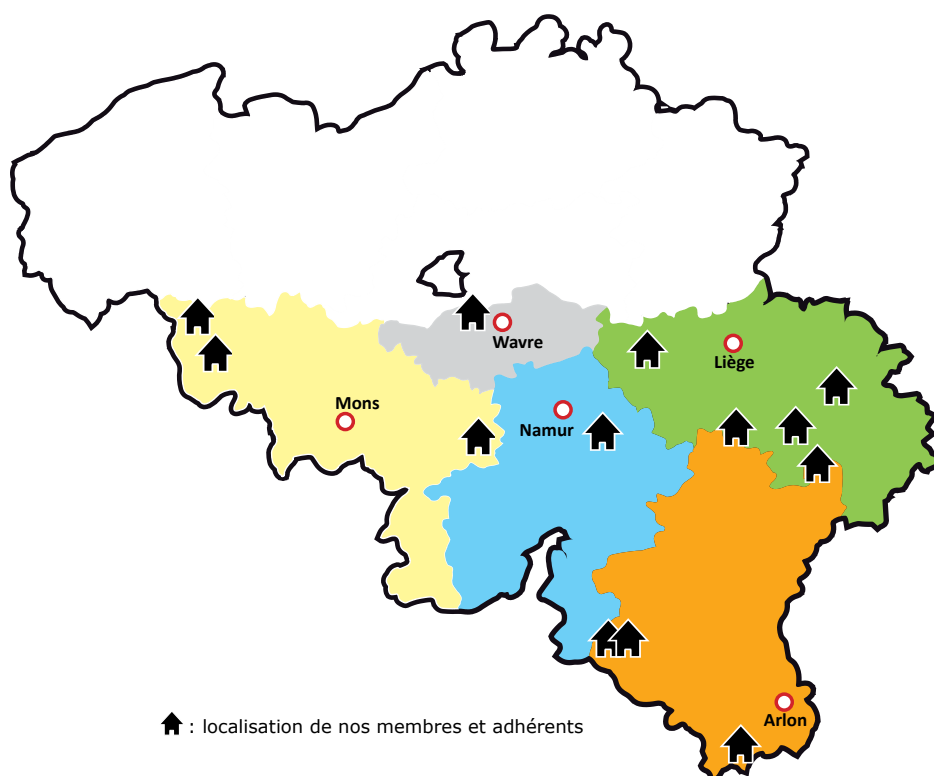 Wavre
Liège
Mons
Namur
Arlon
: localisation de nos membres et adhérents